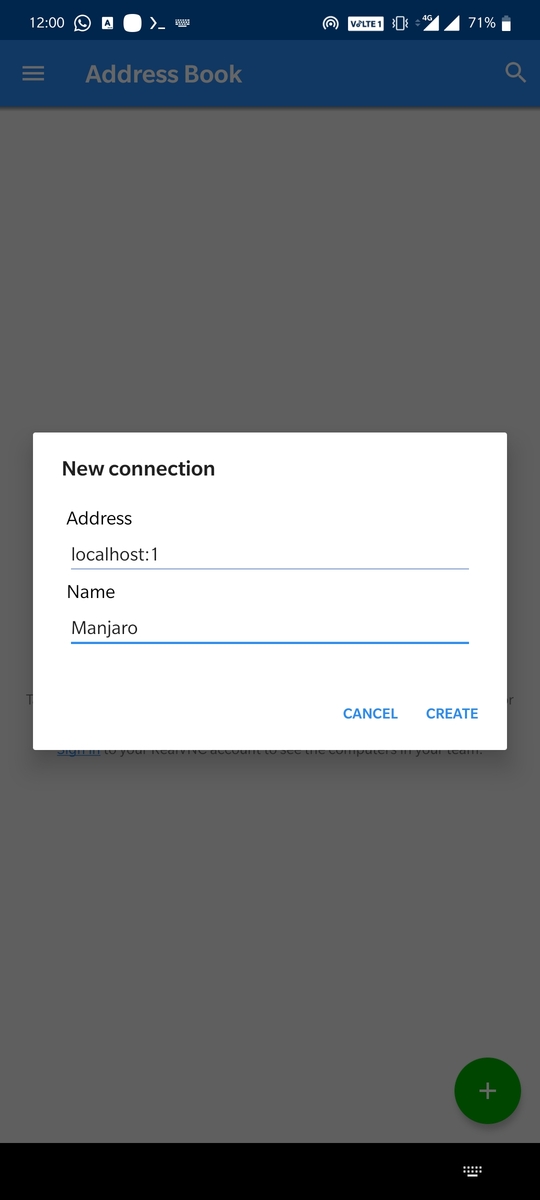 12:00 VoLTE 1 4G 71%
Address Book
New connection
Address
localhost:1
Name
Manjaro
CANCEL CREATE
to your RealVNC account to see the computers in your team.